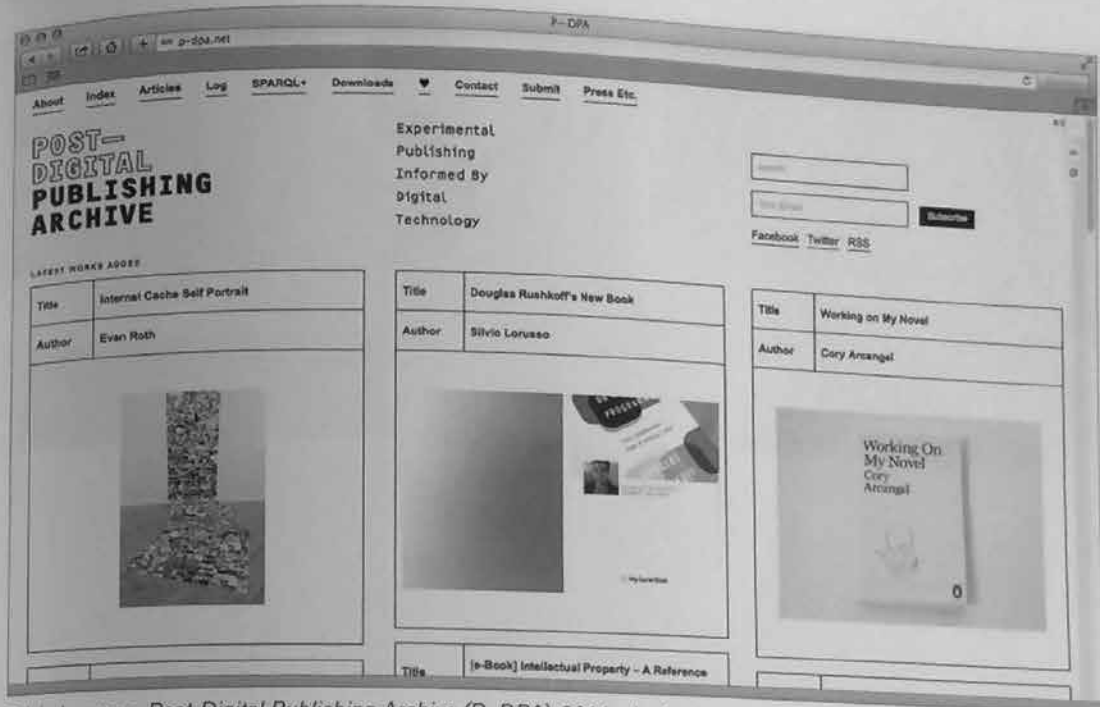 P-DPA
p-dpa.net
About Index Articles Log SPARQL+ Downloads ♥ Contact Submit Press Etc.
POST—
DIGITAL
PUBLISHING
ARCHIVE
Experimental
Publishing
Informed By
Digital
Technology
Subscribe
Facebook Twitter RSS
LATEST WORKS ADDED
Title Internet Cache Self Portrait
Author Evan Roth
Title Douglas Rushkoff's New Book
Author Silvio Lorusso
Title Working on My Novel
Author Cory Arcangel
Working On
My Novel
Cory
Arcangel
Title [e-Book] Intellectual Property – A Reference
Post-Digital Publishing Archive (P-DPA)